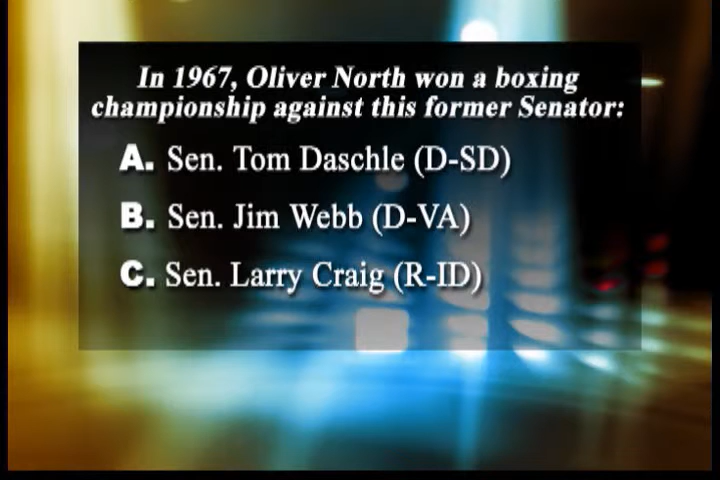 In 1967, Oliver North won a boxing
championship against this former Senator:
A. Sen. Tom Daschle (D-SD)
B. Sen. Jim Webb (D-VA)
C. Sen. Larry Craig (R-ID)